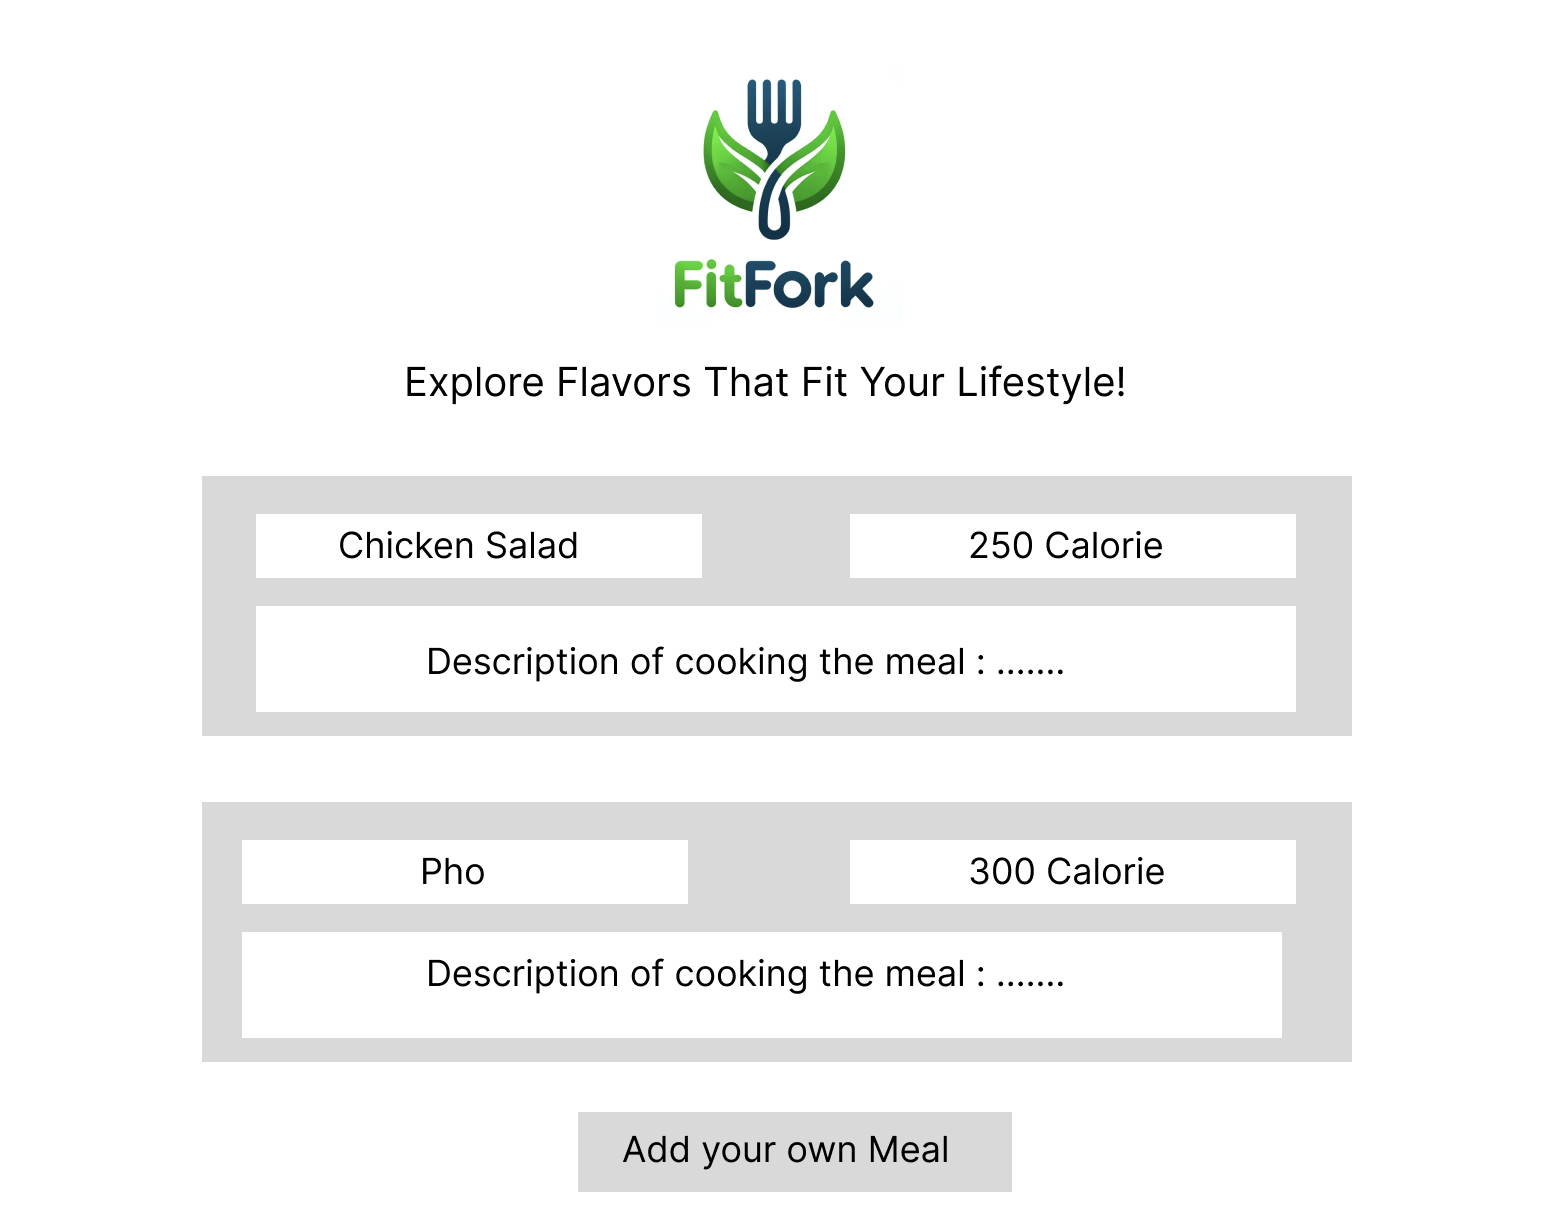 FitFork
Explore Flavors That Fit Your Lifestyle!
Chicken Salad
250 Calorie
Description of cooking the meal : .......
Pho
300 Calorie
Description of cooking the meal : .......
Add your own Meal